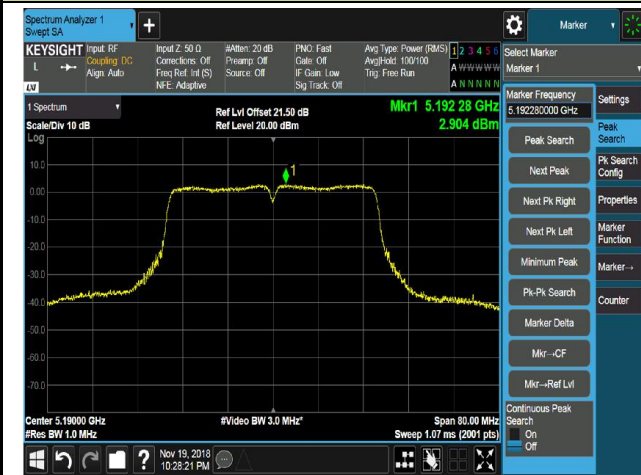 Spectrum Analyzer 1
Swept SA
Marker
KEYSIGHT
L
LXI
Input: RF
Coupling: DC
Align: Auto
Input Z: 50 Ω
Corrections: Off
Freq Ref: Int (S)
NFE: Adaptive
#Atten: 20 dB
Preamp: Off
Source: Off
PNO: Fast
Gate: Off
IF Gain: Low
Sig Track: Off
Avg Type: Power (RMS)
Avg|Hold: 100/100
Trig: Free Run
1 2 3 4 5 6
A W W W W W
A N N N N N
Select Marker
Marker 1
1 Spectrum
Scale/Div 10 dB
Log
Ref Lvl Offset 21.50 dB
Ref Level 20.00 dBm
Mkr1 5.192 28 GHz
2.904 dBm
10.0
0.00
-10.0
-20.0
-30.0
-40.0
-50.0
-60.0
-70.0
1
Center 5.19000 GHz
#Res BW 1.0 MHz
#Video BW 3.0 MHz*
Span 80.00 MHz
Sweep 1.07 ms (2001 pts)
Marker Frequency
5.192280000 GHz
Peak Search
Next Peak
Next Pk Right
Next Pk Left
Minimum Peak
Pk-Pk Search
Marker Delta
Mkr→CF
Mkr→Ref Lvl
Continuous Peak
Search
On
Off
Settings
Peak
Search
Pk Search
Config
Properties
Marker
Function
Marker→
Counter
?
Nov 19, 2018
10:28:21 PM